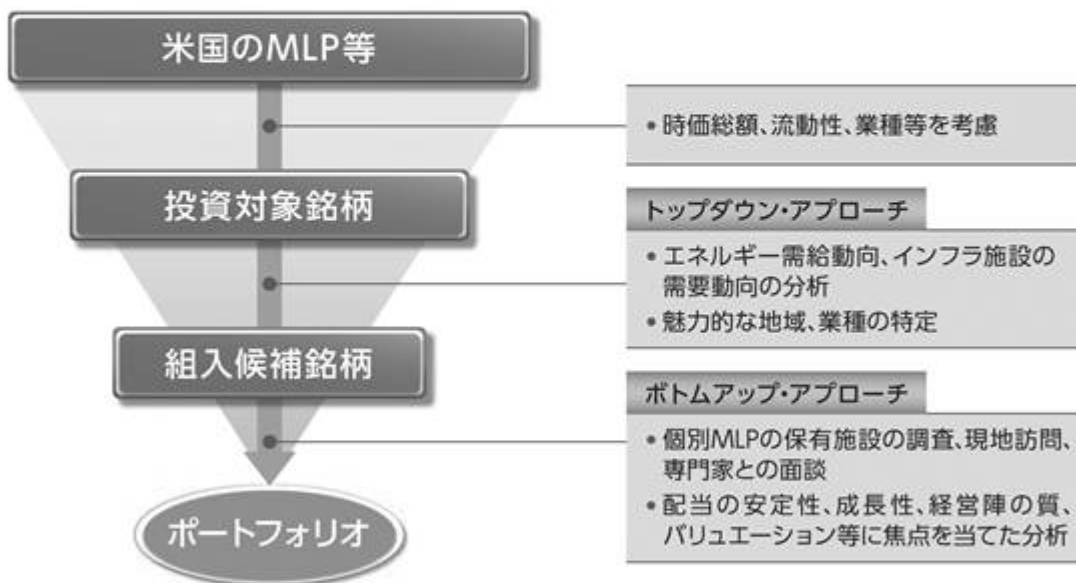 米国のMLP等
• 時価総額、流動性、業種等を考慮
投資対象銘柄
トップダウン・アプローチ
• エネルギー需給動向、インフラ施設の
需要動向の分析
• 魅力的な地域、業種の特定
組入候補銘柄
ボトムアップ・アプローチ
• 個別MLPの保有施設の調査、現地訪問、
専門家との面談
• 配当の安定性、成長性、経営陣の質、
バリュエーション等に焦点を当てた分析
ポートフォリオ